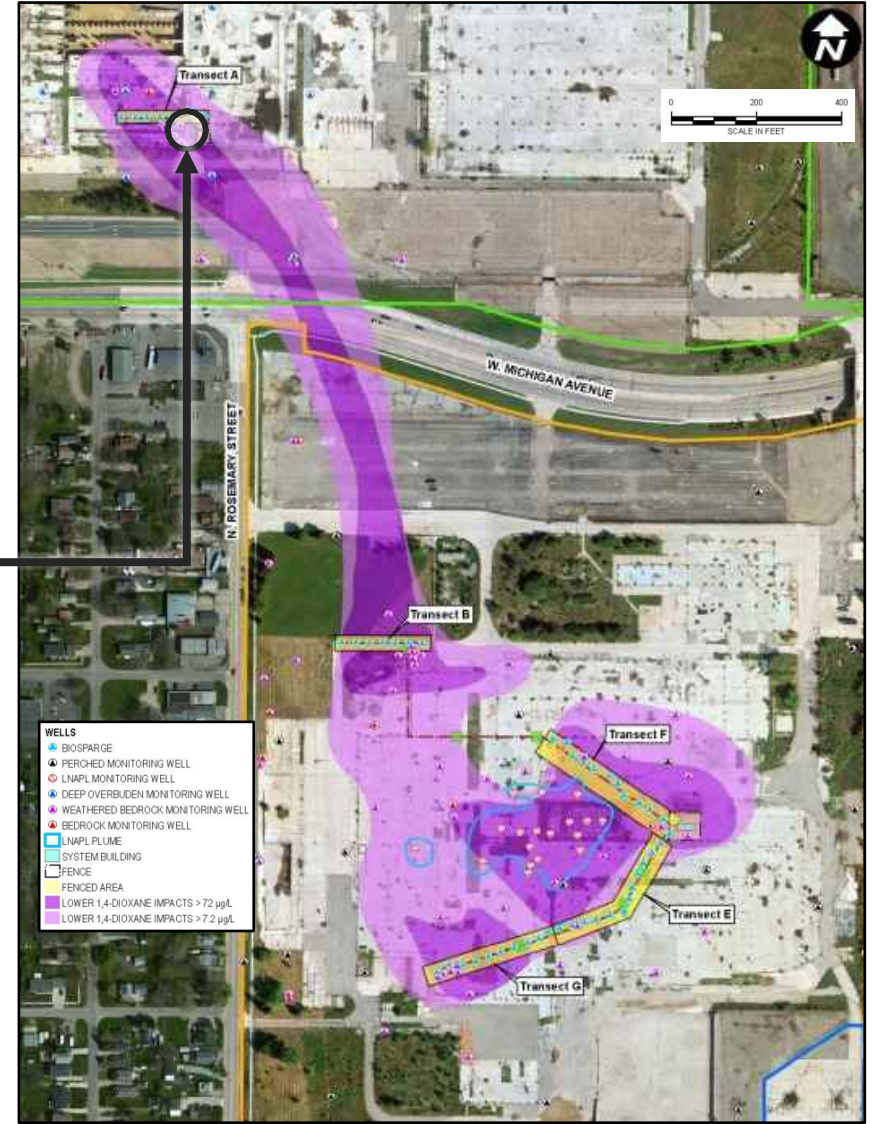 Transect A
N
0 200 400
SCALE IN FEET
W. MICHIGAN AVENUE
N. ROSEMARY STREET
Transect B
Transect F
Transect E
Transect G
WELLS
BIOSPARGE
PERCHED MONITORING WELL
LNAPL MONITORING WELL
DEEP OVERBUDEN MONITORING WELL
WEATHERED BEDROCK MONITORING WELL
BEDROCK MONITORING WELL
LNAPL PLUME
SYSTEM BUILDING
FENCE
FENCED AREA
LOWER 1,4-DIOXANE IMPACTS > 72 µg/L
LOWER 1,4-DIOXANE IMPACTS > 7.2 µg/L